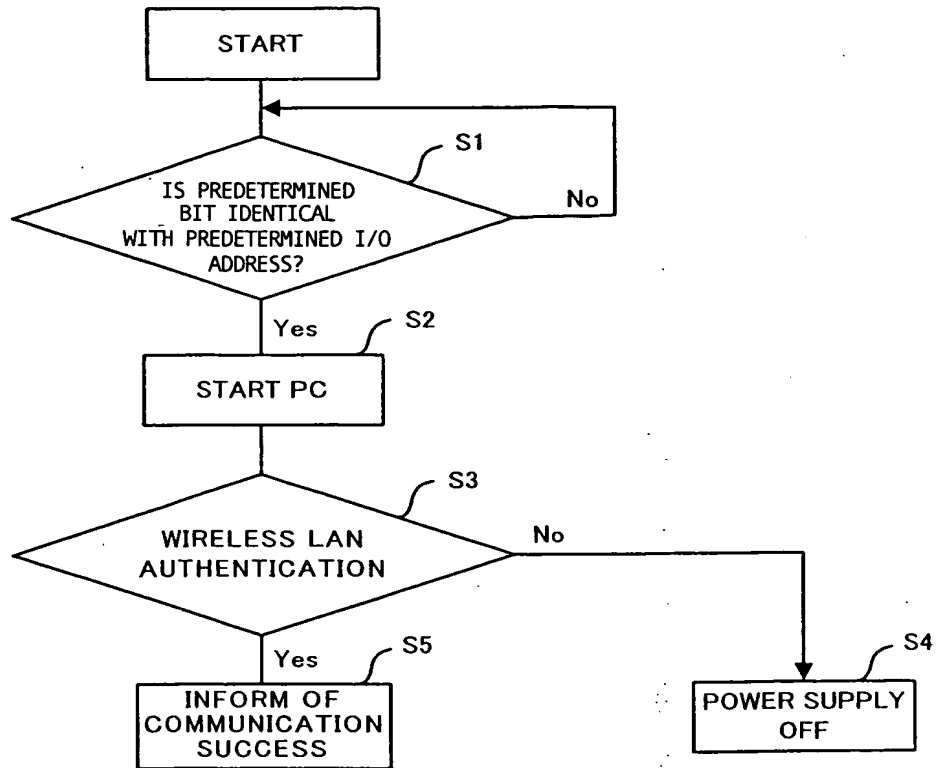 START
S1
IS PREDETERMINED
BIT IDENTICAL
WITH PREDETERMINED I/O
ADDRESS?
No
Yes
S2
START PC
S3
WIRELESS LAN
AUTHENTICATION
No
Yes
S5
INFORM OF
COMMUNICATION
SUCCESS
S4
POWER SUPPLY
OFF